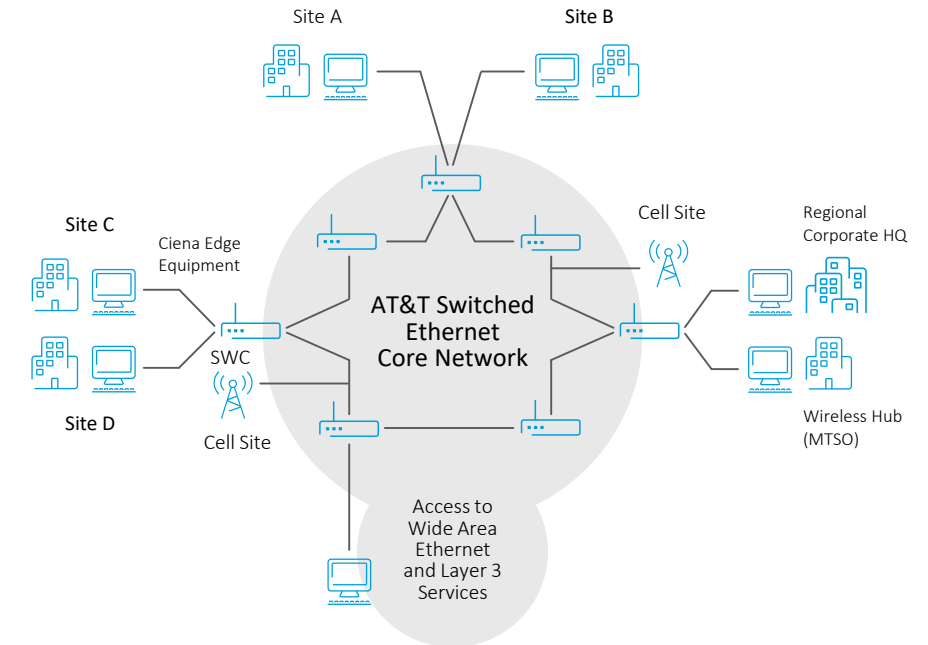 Site A
Site B
Site C
Ciena Edge
Equipment
Cell Site
Regional
Corporate HQ
AT&T Switched
Ethernet
Core Network
SWC
Site D
Cell Site
Wireless Hub
(MTSO)
Access to
Wide Area
Ethernet
and Layer 3
Services